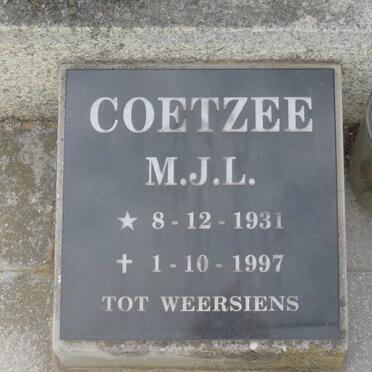 COETZEE
M.J.L.
★ 8 - 12 - 1931
✝ 1 - 10 - 1997
TOT WEERSIENS